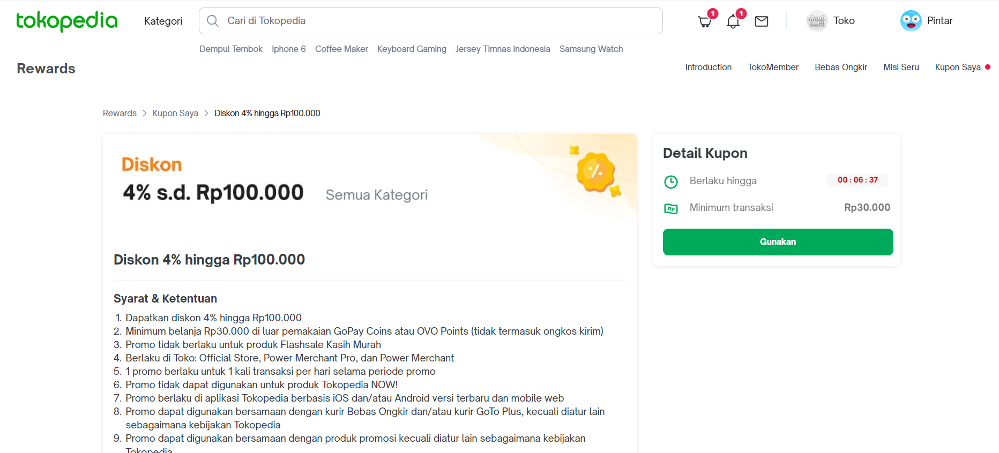 tokopedia
Kategori
Cari di Tokopedia
1
1
Toko
Pintar
Dempul Tembok Iphone 6 Coffee Maker Keyboard Gaming Jersey Timnas Indonesia Samsung Watch
Rewards
Introduction TokoMember Bebas Ongkir Misi Seru Kupon Saya
Rewards > Kupon Saya > Diskon 4% hingga Rp100.000
Diskon
4% s.d. Rp100.000 Semua Kategori
%
Diskon 4% hingga Rp100.000
Syarat & Ketentuan
1. Dapatkan diskon 4% hingga Rp100.000
2. Minimum belanja Rp30.000 di luar pemakaian GoPay Coins atau OVO Points (tidak termasuk ongkos kirim)
3. Promo tidak berlaku untuk produk Flashsale Kasih Murah
4. Berlaku di Toko: Official Store, Power Merchant Pro, dan Power Merchant
5. 1 promo berlaku untuk 1 kali transaksi per hari selama periode promo
6. Promo tidak dapat digunakan untuk produk Tokopedia NOW!
7. Promo berlaku di aplikasi Tokopedia berbasis iOS dan/atau Android versi terbaru dan mobile web
8. Promo dapat digunakan bersamaan dengan kurir Bebas Ongkir dan/atau kurir GoTo Plus, kecuali diatur lain
sebagaimana kebijakan Tokopedia
9. Promo dapat digunakan bersamaan dengan produk promosi kecuali diatur lain sebagaimana kebijakan
Tokopedia
Detail Kupon
Berlaku hingga 00 : 06 : 37
Rp Minimum transaksi Rp30.000
Gunakan